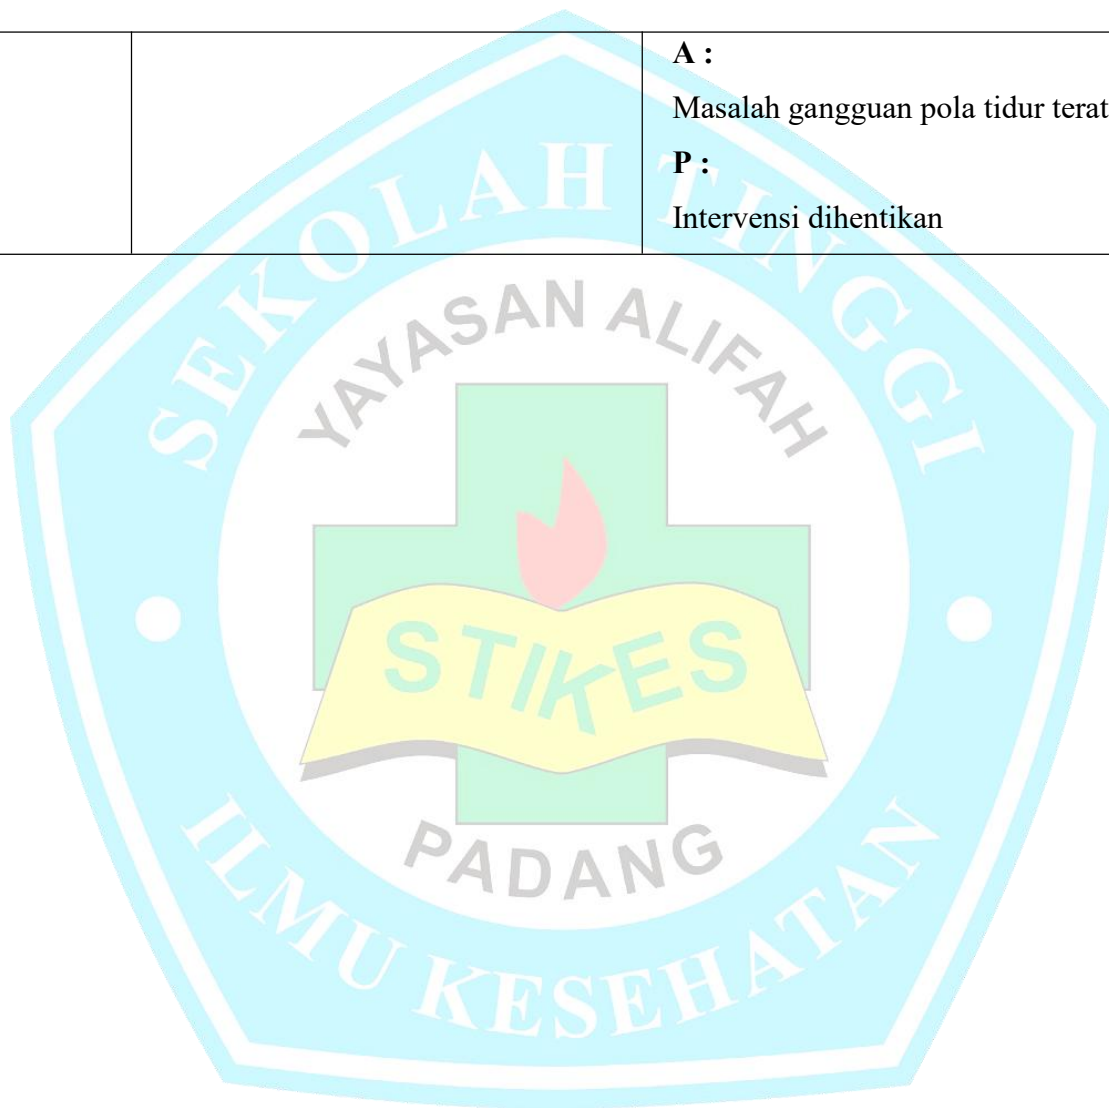 A :
Masalah gangguan pola tidur terat
P :
Intervensi dihentikan
SEKOLAH TINGGI
YAYASAN ALIFAH
STIKES
PADANG
ILMU KESEHATAN